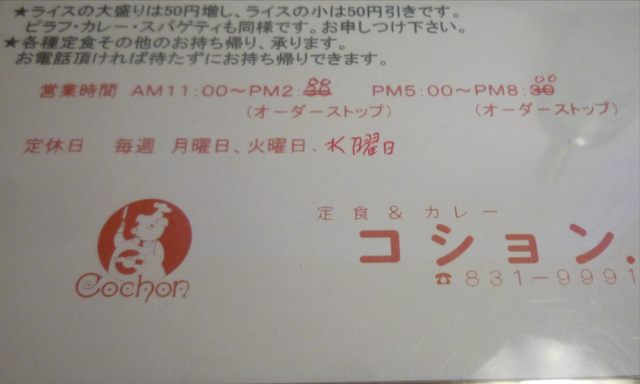 ★ライスの大盛りは50円増し、ライスの小は50円引きです。
ピラフ・カレー・スパゲティも同様です。お申しつけ下さい。
★各種定食その他のお持ち帰り、承ります。
お電話頂ければ待たずにお持ち帰りできます。
営業時間 AM11:00〜PM2:00 PM5:00〜PM8:00
(オーダーストップ) (オーダーストップ)
定休日 毎週 月曜日、火曜日、水曜日
定食&カレー
コション.
☎831-9991
Cochon